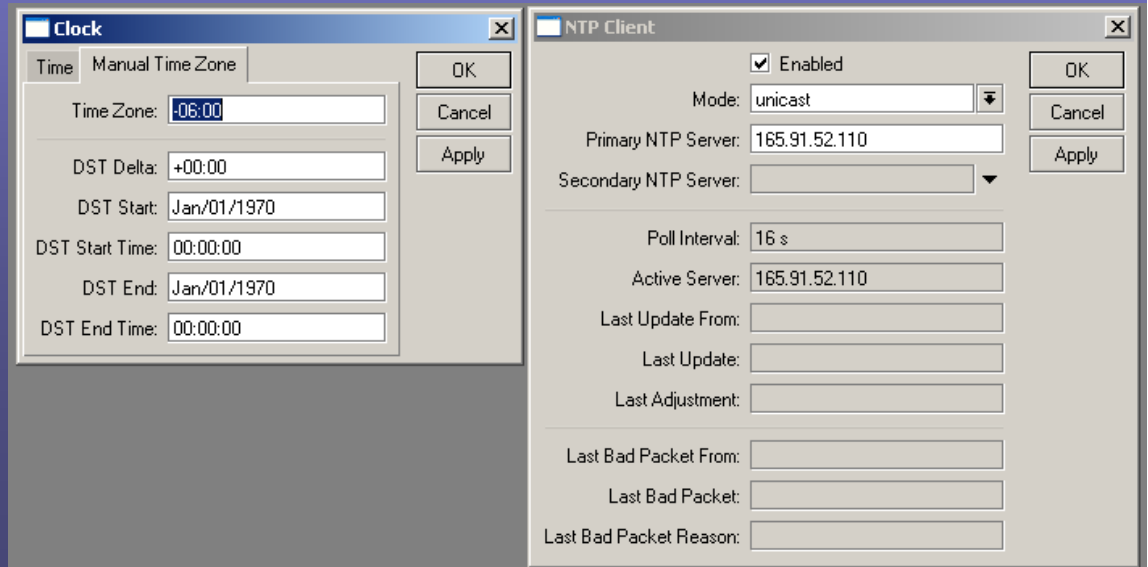 Clock
Time
Manual Time Zone
Time Zone: -06:00
DST Delta: +00:00
DST Start: Jan/01/1970
DST Start Time: 00:00:00
DST End: Jan/01/1970
DST End Time: 00:00:00
OK
Cancel
Apply
NTP Client
Enabled
Mode: unicast
Primary NTP Server: 165.91.52.110
Secondary NTP Server:
Poll Interval: 16 s
Active Server: 165.91.52.110
Last Update From:
Last Update:
Last Adjustment:
Last Bad Packet From:
Last Bad Packet:
Last Bad Packet Reason:
OK
Cancel
Apply